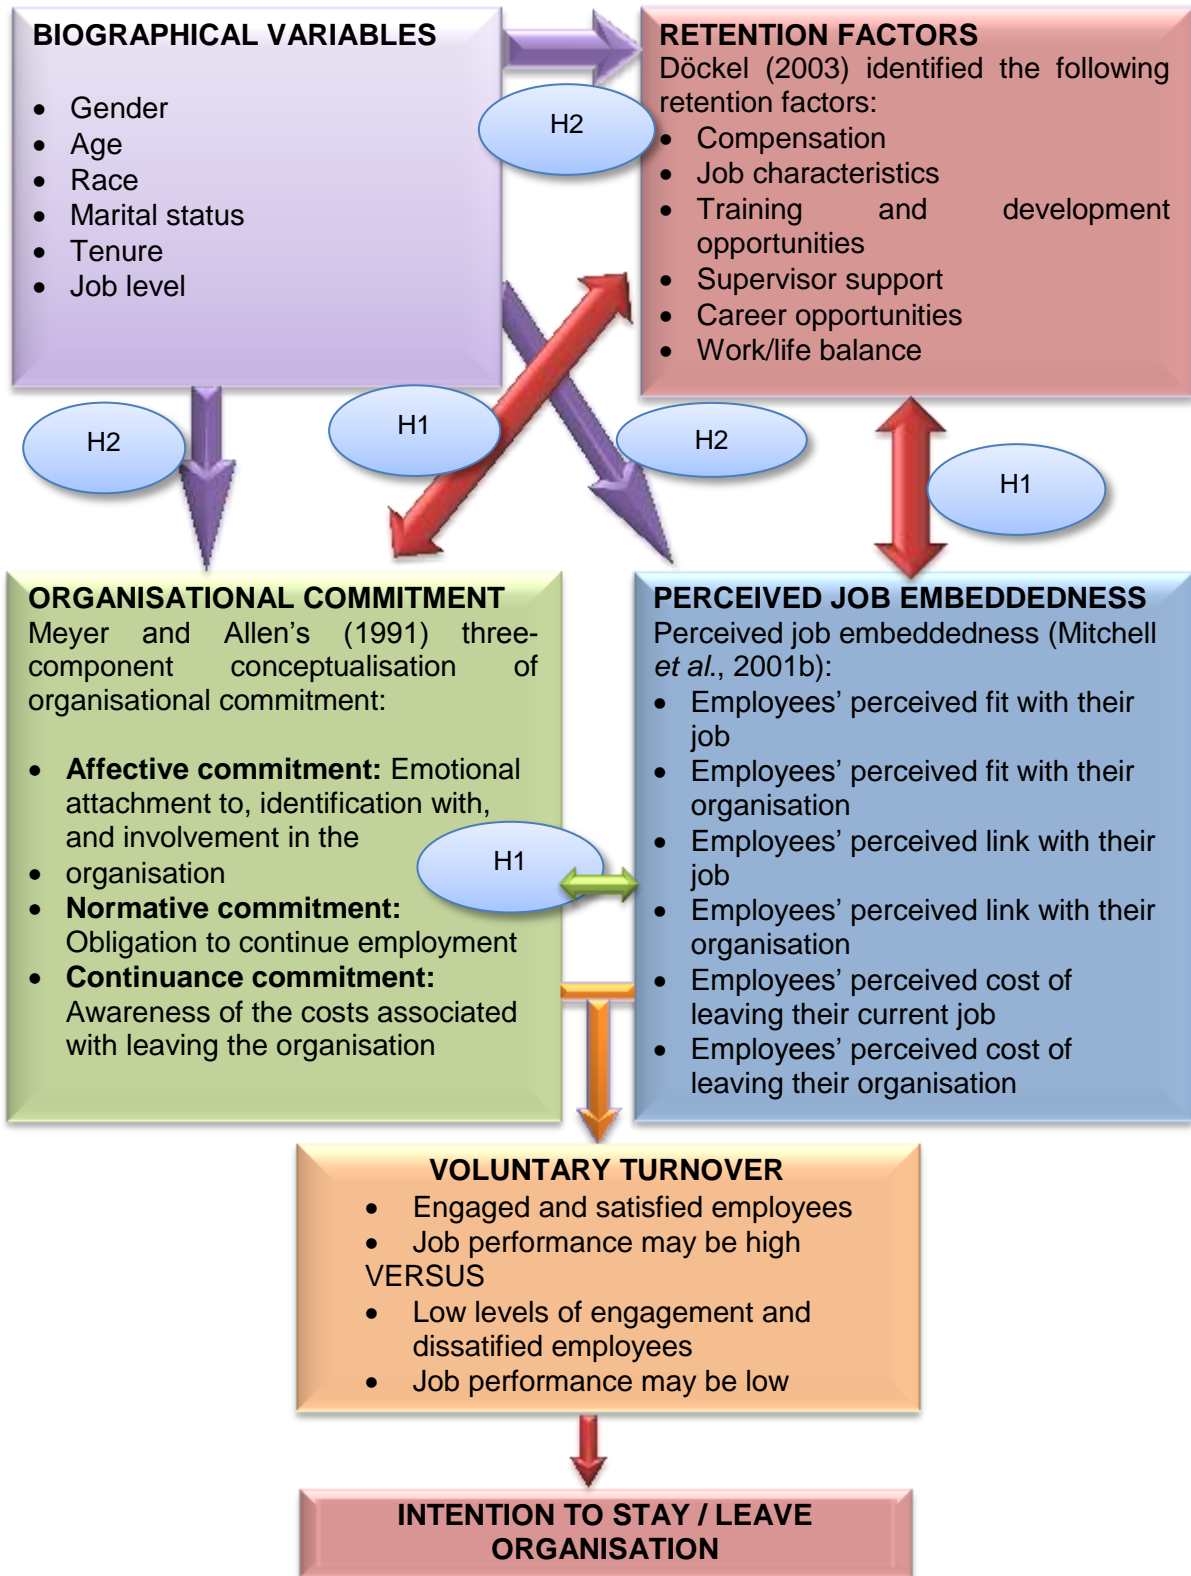 BIOGRAPHICAL VARIABLES
• Gender
• Age
• Race
• Marital status
• Tenure
• Job level
H2
RETENTION FACTORS
Döckel (2003) identified the following
retention factors:
• Compensation
• Job characteristics
• Training and development
opportunities
• Supervisor support
• Career opportunities
• Work/life balance
H2
H1
H2
H1
ORGANISATIONAL COMMITMENT
Meyer and Allen’s (1991) three-
component conceptualisation of
organisational commitment:
• Affective commitment: Emotional
attachment to, identification with,
and involvement in the
• organisation
• Normative commitment:
Obligation to continue employment
• Continuance commitment:
Awareness of the costs associated
with leaving the organisation
H1
PERCEIVED JOB EMBEDDEDNESS
Perceived job embeddedness (Mitchell
et al., 2001b):
• Employees’ perceived fit with their
job
• Employees’ perceived fit with their
organisation
• Employees’ perceived link with their
job
• Employees’ perceived link with their
organisation
• Employees’ perceived cost of
leaving their current job
• Employees’ perceived cost of
leaving their organisation
VOLUNTARY TURNOVER
• Engaged and satisfied employees
• Job performance may be high
VERSUS
• Low levels of engagement and
dissatified employees
• Job performance may be low
INTENTION TO STAY / LEAVE
ORGANISATION